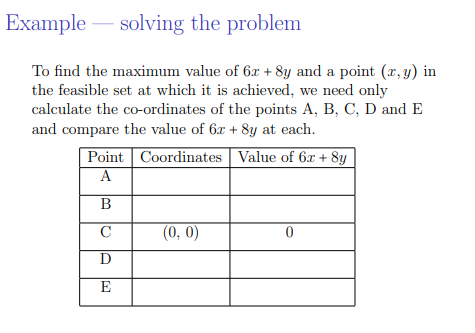 Example — solving the problem
To find the maximum value of 6x + 8y and a point (x, y) in
the feasible set at which it is achieved, we need only
calculate the co-ordinates of the points A, B, C, D and E
and compare the value of 6x + 8y at each.
Point Coordinates Value of 6x + 8y
A
B
C (0, 0) 0
D
E